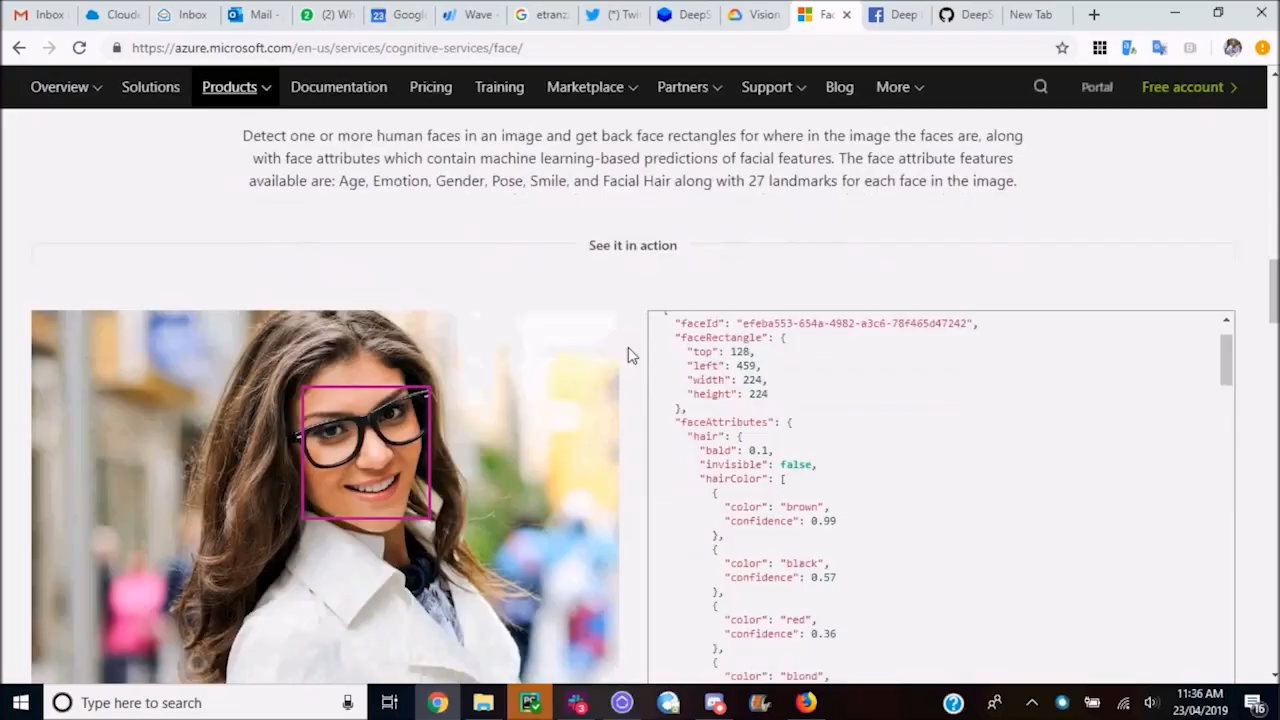 Inbox
Cloude
Inbox
Mail -
(2) Wh
23
Google
Wave -
etranz
(*) Tw
DeepS
Vision
Fac
Deep
DeepS
New Tab
https://azure.microsoft.com/en-us/services/cognitive-services/face/
Overview Solutions Products Documentation Pricing Training Marketplace Partners Support Blog More Portal Free account
Detect one or more human faces in an image and get back face rectangles for where in the image the faces are, along
with face attributes which contain machine learning-based predictions of facial features. The face attribute features
available are: Age, Emotion, Gender, Pose, Smile, and Facial Hair along with 27 landmarks for each face in the image.
See it in action
"faceId": "efeba553-654a-4982-a3c6-78f465d47242",
"faceRectangle": {
"top": 128,
"left": 459,
"width": 224,
"height": 224
},
"faceAttributes": {
"hair": {
"bald": 0.1,
"invisible": false,
"hairColor": [
{
"color": "brown",
"confidence": 0.99
},
{
"color": "black",
"confidence": 0.57
},
{
"color": "red",
"confidence": 0.36
},
{
"color": "blond",
Type here to search
3
11:36 AM
23/04/2019
16